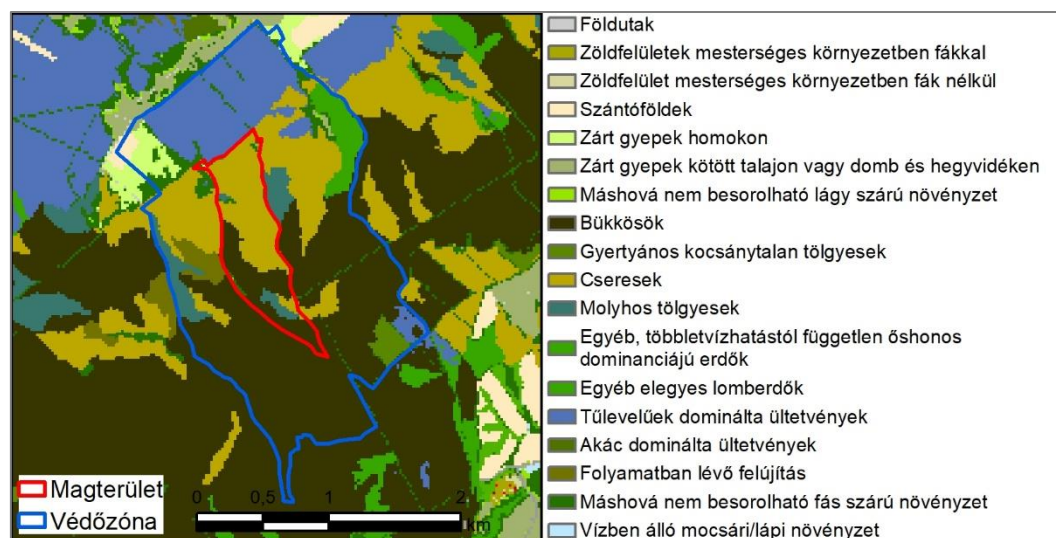 Földutak
Zöldfelületek mesterséges környezetben fákkal
Zöldfelület mesterséges környezetben fák nélkül
Szántóföldek
Zárt gyepek homokon
Zárt gyepek kötött talajon vagy domb és hegyvidéken
Máshová nem besorolható lágy szárú növényzet
Bükkösök
Gyertyános kocsánytalan tölgyesek
Cseresek
Molyhos tölgyesek
Egyéb, többletvízhatástól független őshonos
dominanciájú erdők
Egyéb elegyes lomberdők
Tűlevelűek dominálta ültetvények
Akác dominálta ültetvények
Folyamatban lévő felújítás
Máshová nem besorolható fás szárú növényzet
Vízben álló mocsári/lápi növényzet
Magterület
Védőzóna
0 0,5 1 2
km